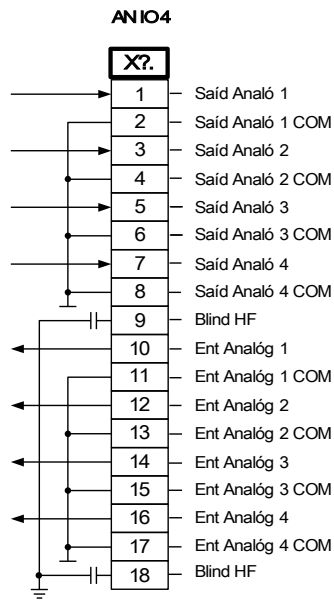 ANIO4
X?.
1 Saíd Analó 1
2 Saíd Analó 1 COM
3 Saíd Analó 2
4 Saíd Analó 2 COM
5 Saíd Analó 3
6 Saíd Analó 3 COM
7 Saíd Analó 4
8 Saíd Analó 4 COM
9 Blind HF
10 Ent Analóg 1
11 Ent Analóg 1 COM
12 Ent Analóg 2
13 Ent Analóg 2 COM
14 Ent Analóg 3
15 Ent Analóg 3 COM
16 Ent Analóg 4
17 Ent Analóg 4 COM
18 Blind HF